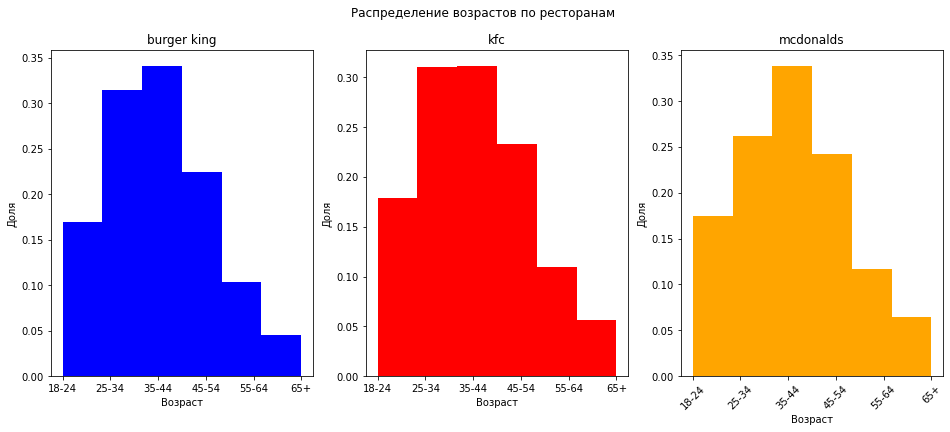 Распределение возрастов по ресторанам
burger king
0.35
0.30
0.25
0.20
0.15
0.10
0.05
0.00
Доля
18-24 25-34 35-44 45-54 55-64 65+
Возраст
kfc
0.30
0.25
0.20
0.15
0.10
0.05
0.00
Доля
18-24 25-34 35-44 45-54 55-64 65+
Возраст
mcdonalds
0.35
0.30
0.25
0.20
0.15
0.10
0.05
0.00
Доля
18-24 25-34 35-44 45-54 55-64 65+
Возраст